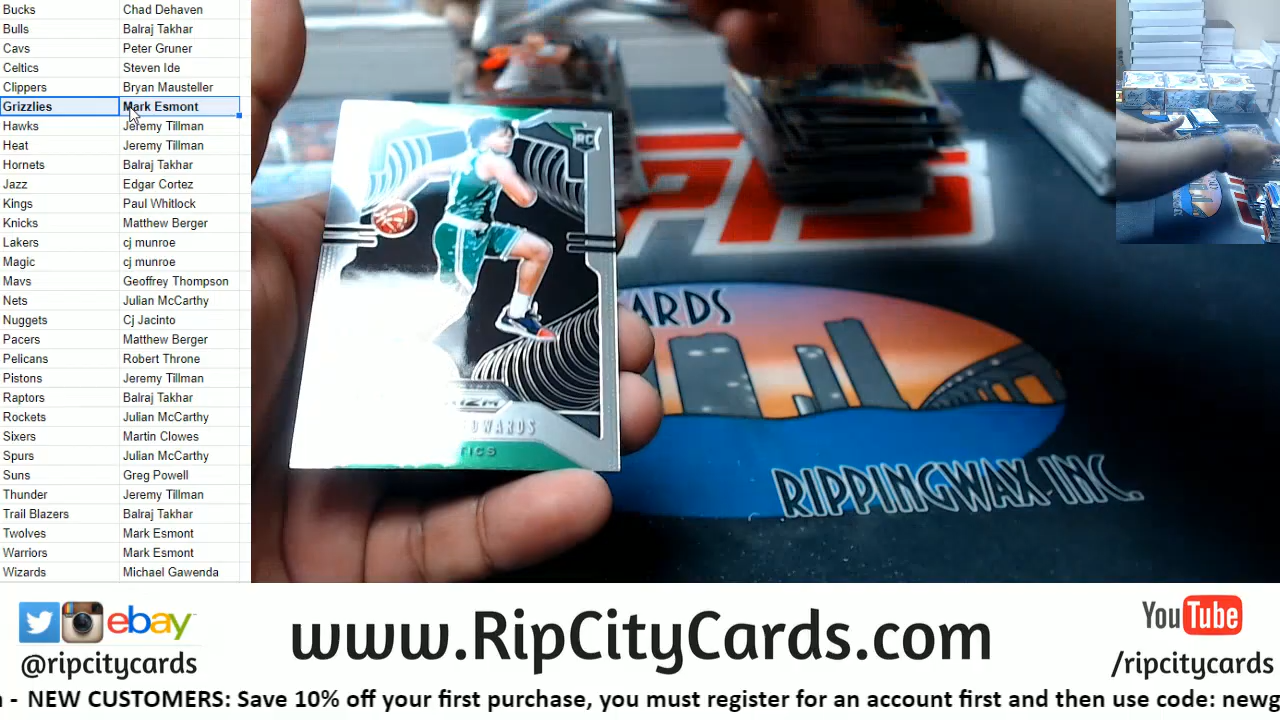 Bucks Chad Dehaven
Bulls Balraj Takhar
Cavs Peter Gruner
Celtics Steven Ide
Clippers Bryan Mausteller
Grizzlies Mark Esmont
Hawks Jeremy Tillman
Heat Jeremy Tillman
Hornets Balraj Takhar
Jazz Edgar Cortez
Kings Paul Whitlock
Knicks Matthew Berger
Lakers cj munroe
Magic cj munroe
Mavs Geoffrey Thompson
Nets Julian McCarthy
Nuggets Cj Jacinto
Pacers Matthew Berger
Pelicans Robert Throne
Pistons Jeremy Tillman
Raptors Balraj Takhar
Rockets Julian McCarthy
Sixers Martin Clowes
Spurs Julian McCarthy
Suns Greg Powell
Thunder Jeremy Tillman
Trail Blazers Balraj Takhar
Twolves Mark Esmont
Warriors Mark Esmont
Wizards Michael Gawenda
RC
DWARDS
TICS
ARDS
RIPPINGWAX INC.
ebay
@ripcitycards
www.RipCityCards.com
YouTube
/ripcitycards
- NEW CUSTOMERS: Save 10% off your first purchase, you must register for an account first and then use code: newg